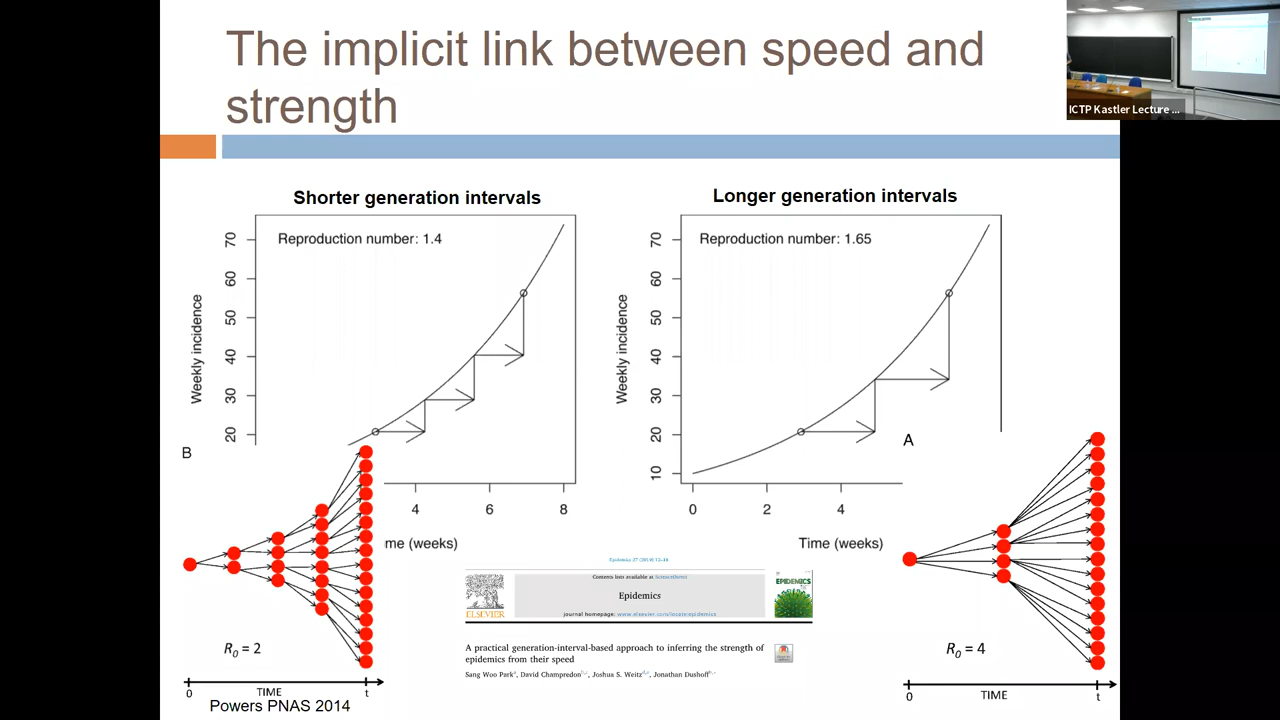 The implicit link between speed and
strength
ICTP Kastler Lecture ...
Shorter generation intervals
Reproduction number: 1.4
Weekly incidence
70
60
50
40
30
20
4
6
8
me (weeks)
Longer generation intervals
Reproduction number: 1.65
Weekly incidence
70
60
50
40
30
20
10
0
2
4
Time (weeks)
B
R0 = 2
0
TIME
t
Powers PNAS 2014
A
R0 = 4
0
TIME
t
Epidemics 27 (2019) 12–18
Contents lists available at ScienceDirect
Epidemics
journal homepage: www.elsevier.com/locate/epidemics
ELSEVIER
EPIDEMICS
A practical generation-interval-based approach to inferring the strength of
epidemics from their speed
Sang Woo Park, David Champredon, Joshua S. Weitz, Jonathan Dushoff